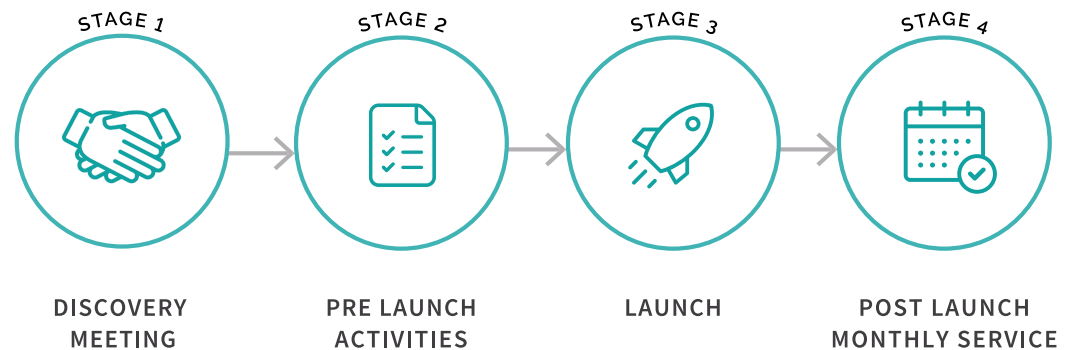 STAGE 1
STAGE 2
STAGE 3
STAGE 4
DISCOVERY
MEETING
PRE LAUNCH
ACTIVITIES
LAUNCH
POST LAUNCH
MONTHLY SERVICE